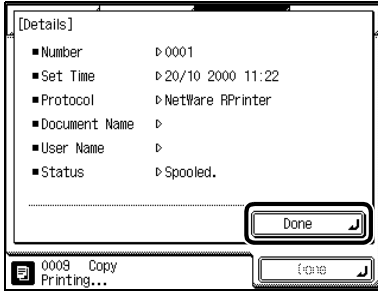 [Details]
■Number ▷0001
■Set Time ▷20/10 2000 11:22
■Protocol ▷NetWare RPrinter
■Document Name ▷
■User Name ▷
■Status ▷Spooled.
Done
0009 Copy
Printing...
Done